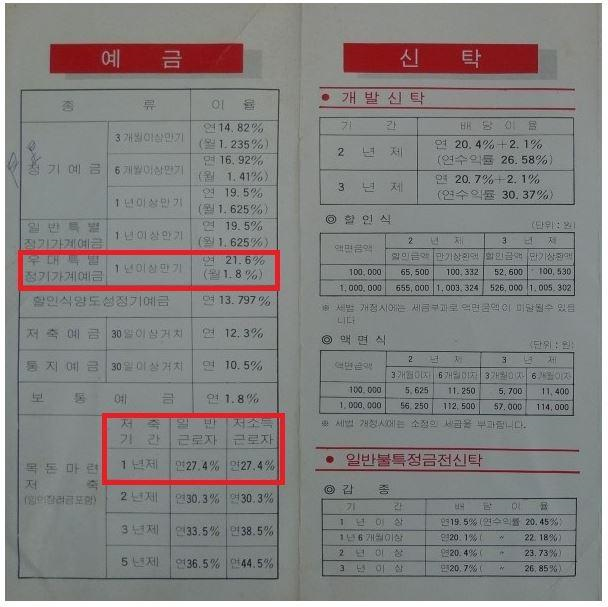 예 금
종 류 이 율
정기예금 3개월이상만기 연 14.82% (월 1.235%)
6개월이상만기 연 16.92% (월 1.41%)
1년이상만기 연 19.5% (월 1.625%)
일반특별 정기가계예금 1년이상만기 연 19.5% (월 1.625%)
우대특별 정기가계예금 1년이상만기 연 21.6% (월 1.8%)
할인식양도성정기예금 연 13.797%
저축예금 30일이상거치 연 12.3%
통지예금 30일이상거치 연 10.5%
보 통 예 금 연 1.8%
목돈마련 저 축 (임의장려금포함) 저 축 기 간 일 반 근로자 저소득 근로자
1년제 연27.4% 연27.4%
2년제 연30.3% 연30.3%
3년제 연33.5% 연38.5%
5년제 연36.5% 연44.5%
신 탁
● 개발신탁
기 간 배 당 이 율
2 년 제 연 20.4%+2.1% (연수익률 26.58%)
3 년 제 연 20.7%+2.1% (연수익률 30.37%)
◎ 할인식 (단위:원)
액면금액 2 년 제 3 년 제
할인금액 만기상환액 할인금액 만기상환액
100,000 65,500 100,332 52,600 100,530
1,000,000 655,000 1,003,324 526,000 1,005,302
※ 세법 개정시에는 세금부과로 액면금액이 미달될수 있읍
니다
◎ 액면식 (단위:원)
액면금액 2 년 제 3 년 제
3개월이자 6개월이자 3개월이자 6개월이자
100,000 5,625 11,250 5,700 11,400
1,000,000 56,250 112,500 57,000 114,000
※ 세법 개정시에는 소정의 세금을 부과합니다.
● 일반불특정금전신탁
◎ 갑 종
기 간 배 당 이 율
1 년 이 상 연19.5%(연수익률 20.45%)
1년 6개월이상 연20.1%( 〃 22.18%)
2 년 이 상 연20.4%( 〃 23.73%)
3 년 이 상 연20.7%( 〃 26.85%)